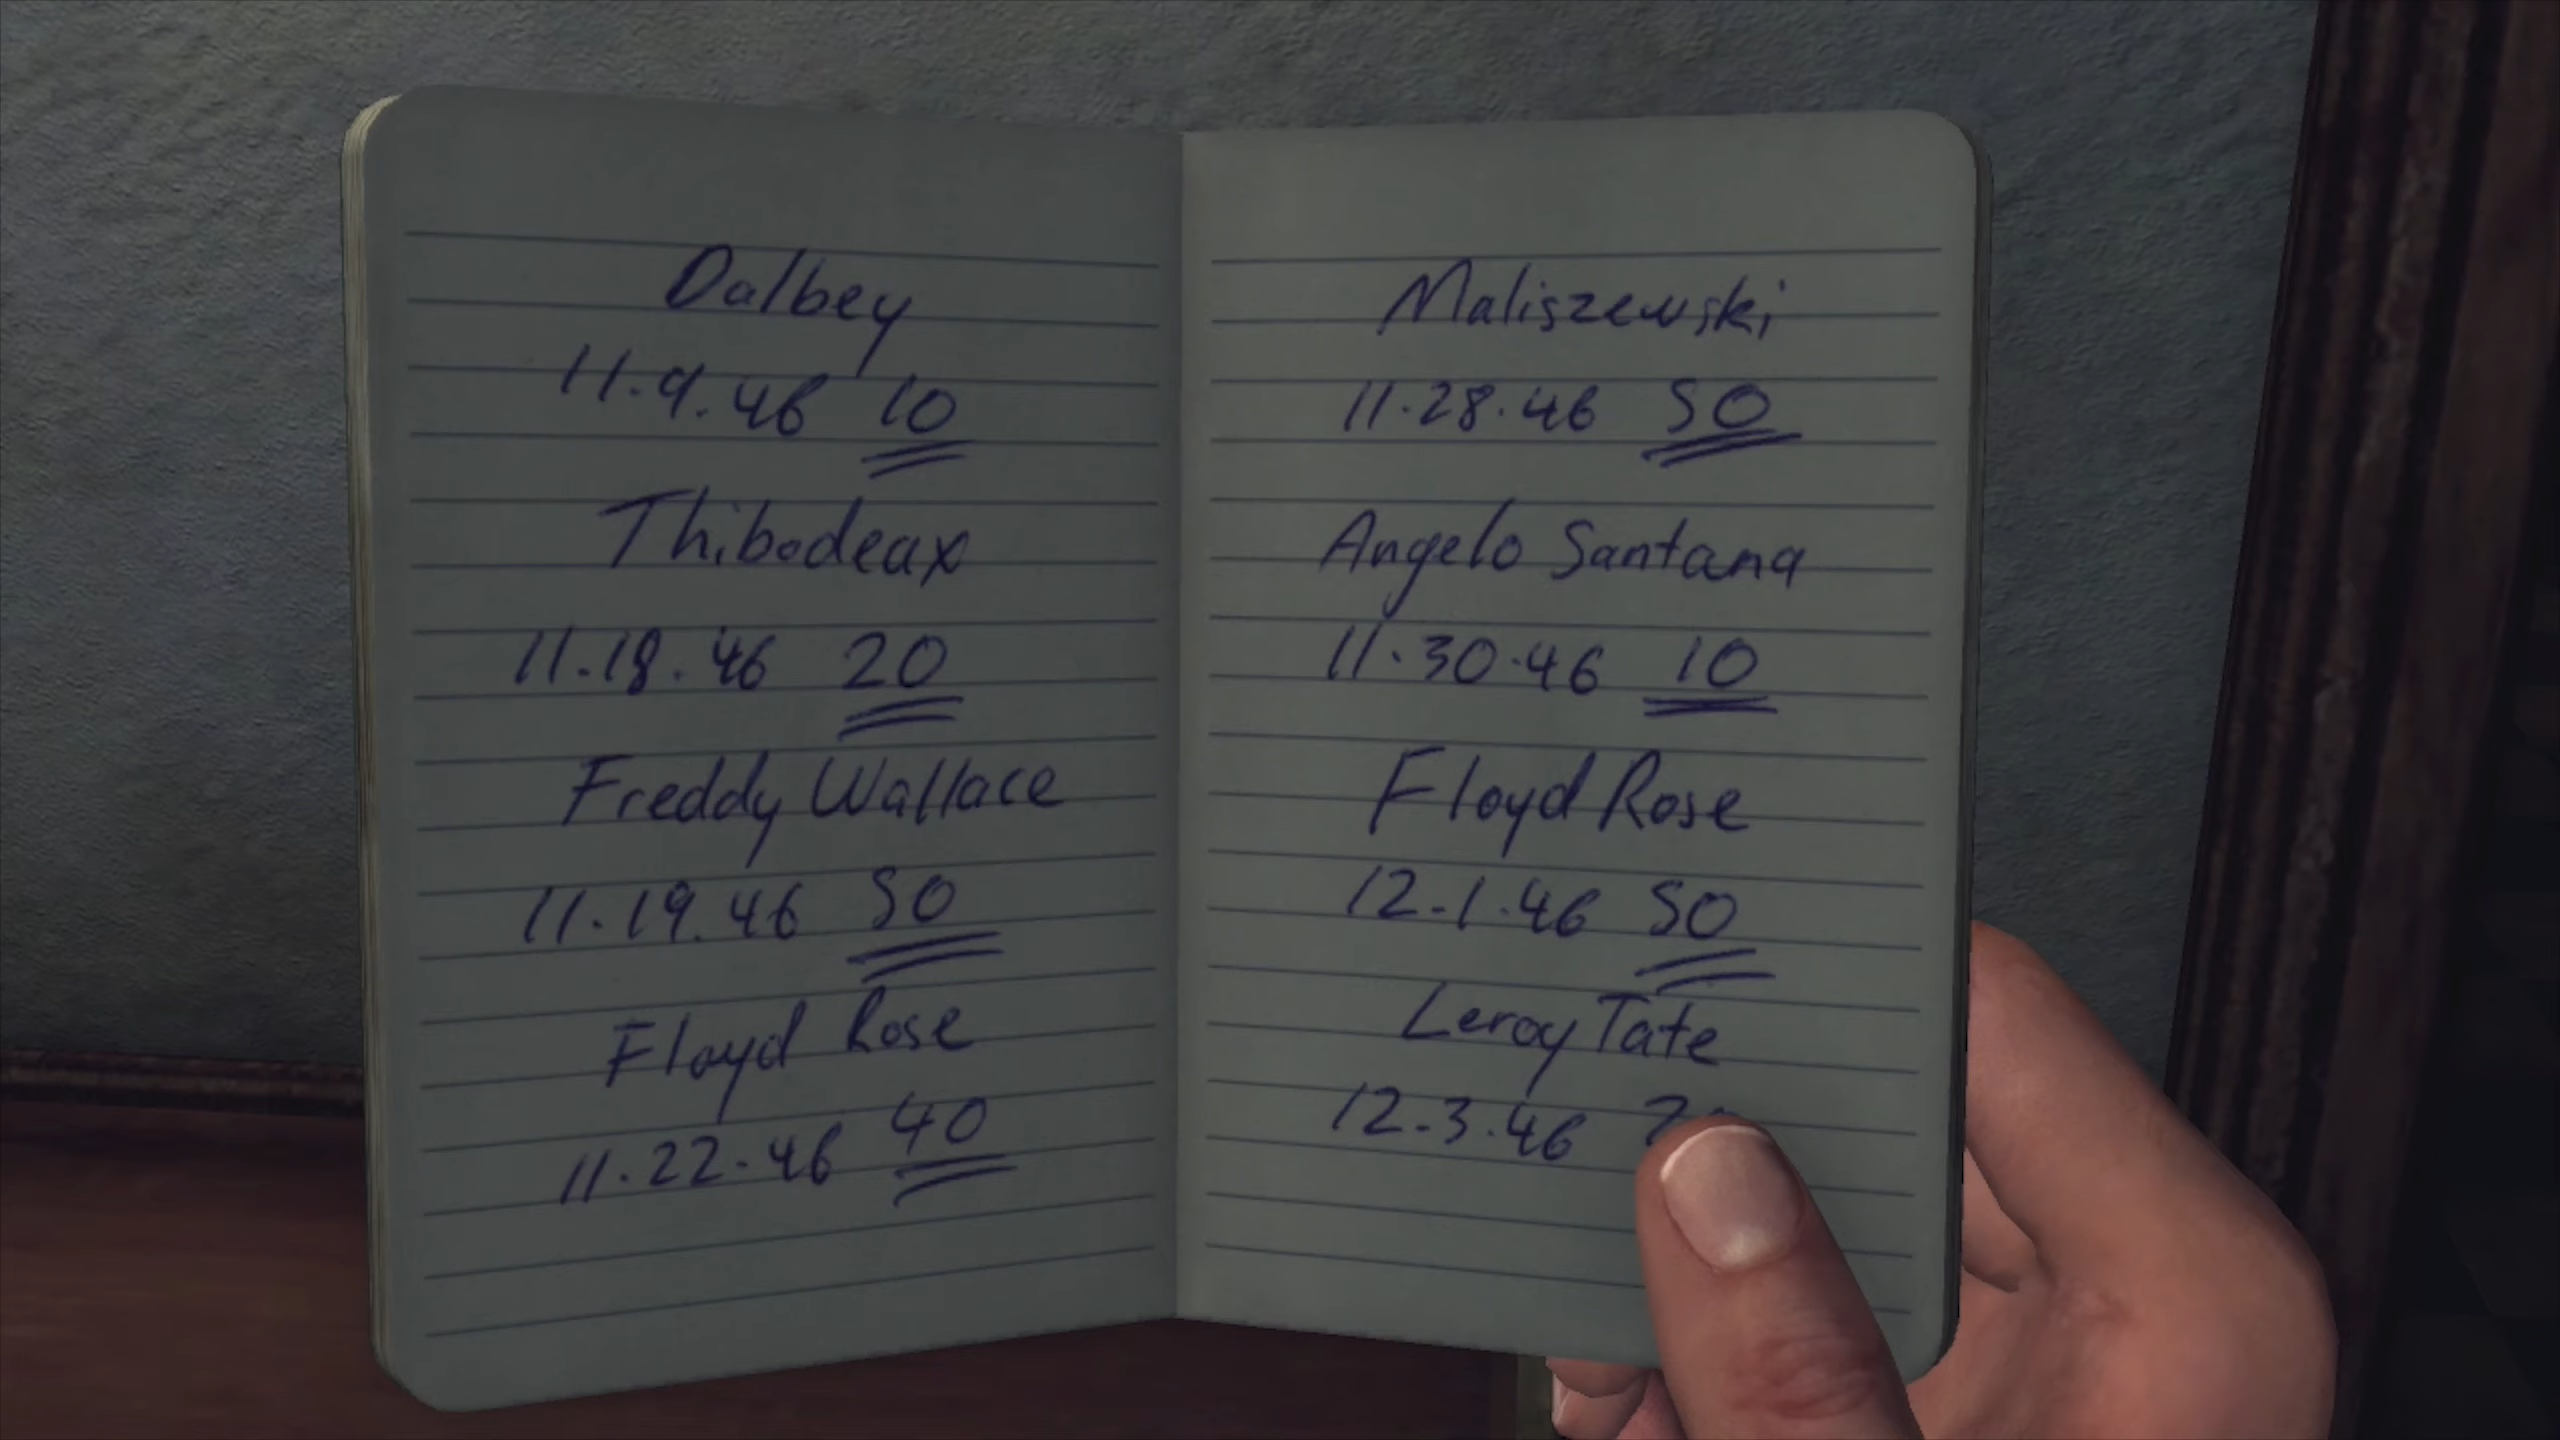 Dalbey
11.9.46 10
Thibodeax
11.18.46 20
Freddy Wallace
11.19.46 50
Floyd Rose
11.22.46 40
Maliszewski
11.28.46 50
Angelo Santana
11.30.46 10
Floyd Rose
12.1.46 50
Leroy Tate
12.3.46